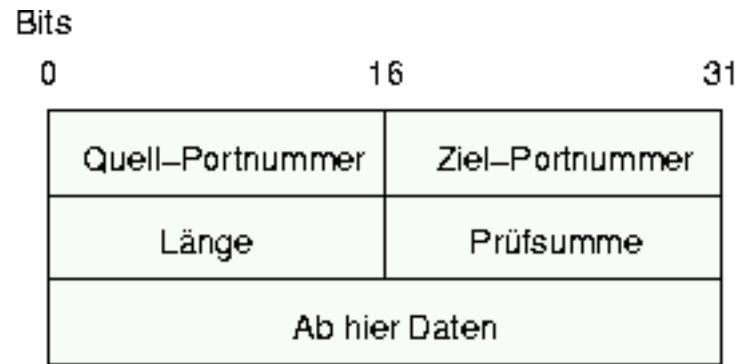 Bits
0 16 31
Quell–Portnummer Ziel–Portnummer
Länge Prüfsumme
Ab hier Daten